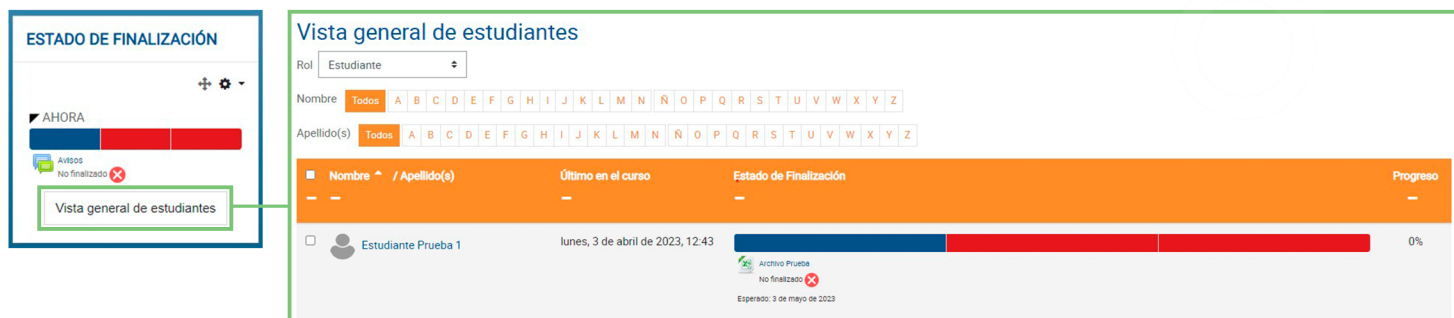 ESTADO DE FINALIZACIÓN
AHORA
Avisos
No finalizado
Vista general de estudiantes
Vista general de estudiantes
Rol Estudiante
Nombre Todos A B C D E F G H I J K L M N Ñ O P Q R S T U V W X Y Z
Apellido(s) Todos A B C D E F G H I J K L M N Ñ O P Q R S T U V W X Y Z
Nombre / Apellido(s) Último en el curso Estado de Finalización Progreso
Estudiante Prueba 1 lunes, 3 de abril de 2023, 12:43 0%
Archivo Prueba
No finalizado
Esperado: 3 de mayo de 2023